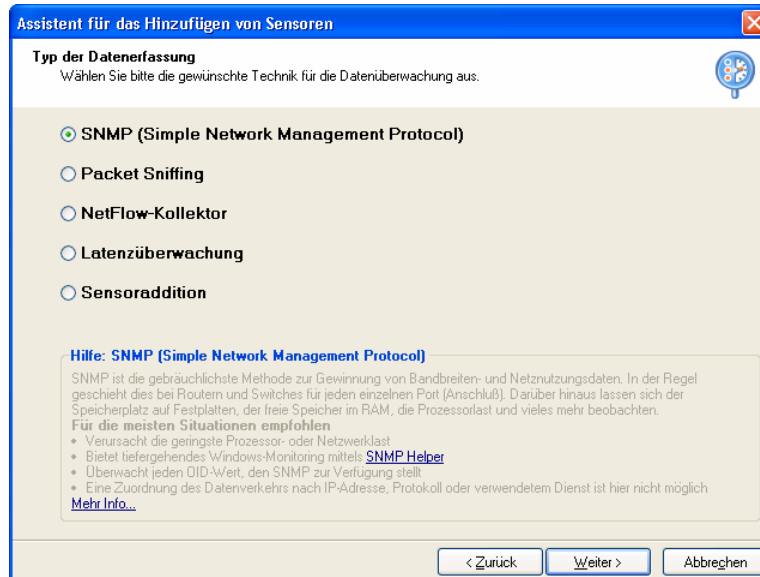 Assistent für das Hinzufügen von Sensoren
Typ der Datenerfassung
Wählen Sie bitte die gewünschte Technik für die Datenüberwachung aus.
SNMP (Simple Network Management Protocol)
Packet Sniffing
NetFlow-Kollektor
Latenzüberwachung
Sensoraddition
Hilfe: SNMP (Simple Network Management Protocol)
SNMP ist die gebräuchlichste Methode zur Gewinnung von Bandbreiten- und Netznutzungsdaten. In der Regel
geschieht dies bei Routern und Switches für jeden einzelnen Port (Anschluß). Darüber hinaus lassen sich der
Speicherplatz auf Festplatten, der freie Speicher im RAM, die Prozessorlast und vieles mehr beobachten.
Für die meisten Situationen empfohlen
• Verursacht die geringste Prozessor- oder Netzwerklast
• Bietet tiefergehendes Windows-Monitoring mittels SNMP Helper
• Überwacht jeden OID-Wert, den SNMP zur Verfügung stellt
• Eine Zuordnung des Datenverkehrs nach IP-Adresse, Protokoll oder verwendetem Dienst ist hier nicht möglich
Mehr Info...
< Zurück Weiter > Abbrechen